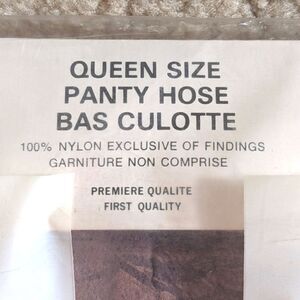 QUEEN SIZE
PANTY HOSE
BAS CULOTTE
100% NYLON EXCLUSIVE OF FINDINGS
GARNITURE NON COMPRISE
PREMIERE QUALITE
FIRST QUALITY